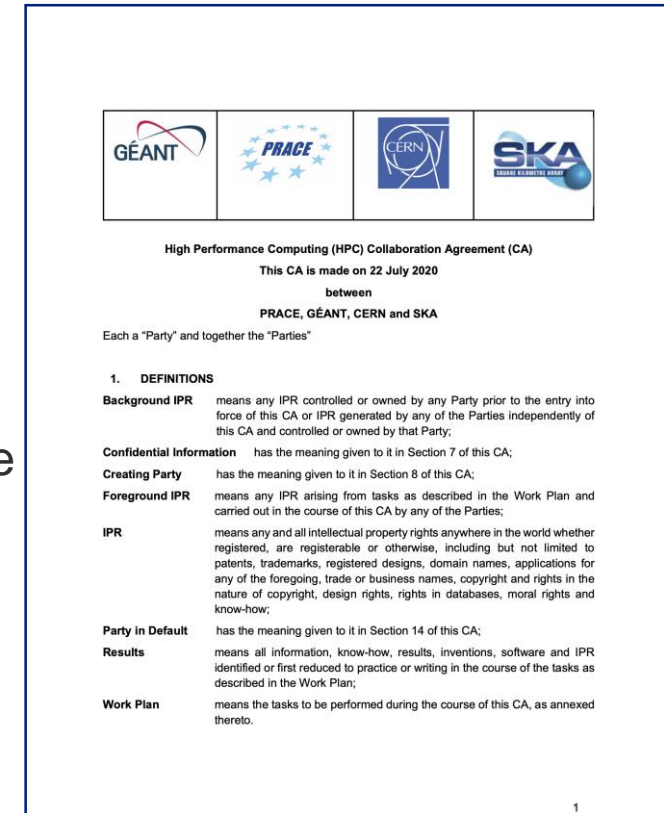 GÉANT
PRACE
CERN
SKA
SQUARE KILOMETRE ARRAY
High Performance Computing (HPC) Collaboration Agreement (CA)
This CA is made on 22 July 2020
between
PRACE, GÉANT, CERN and SKA
Each a “Party” and together the “Parties”
1. DEFINITIONS
Background IPR means any IPR controlled or owned by any Party prior to the entry into
force of this CA or IPR generated by any of the Parties independently of
this CA and controlled or owned by that Party;
e
Confidential Information has the meaning given to it in Section 7 of this CA;
Creating Party has the meaning given to it in Section 8 of this CA;
Foreground IPR means any IPR arising from tasks as described in the Work Plan and
carried out in the course of this CA by any of the Parties;
IPR means any and all intellectual property rights anywhere in the world whether
registered, are registerable or otherwise, including but not limited to
patents, trademarks, registered designs, domain names, applications for
any of the foregoing, trade or business names, copyright and rights in the
nature of copyright, design rights, rights in databases, moral rights and
know-how;
Party in Default has the meaning given to it in Section 14 of this CA;
Results means all information, know-how, results, inventions, software and IPR
identified or first reduced to practice or writing in the course of the tasks as
described in the Work Plan;
Work Plan means the tasks to be performed during the course of this CA, as annexed
thereto.
1